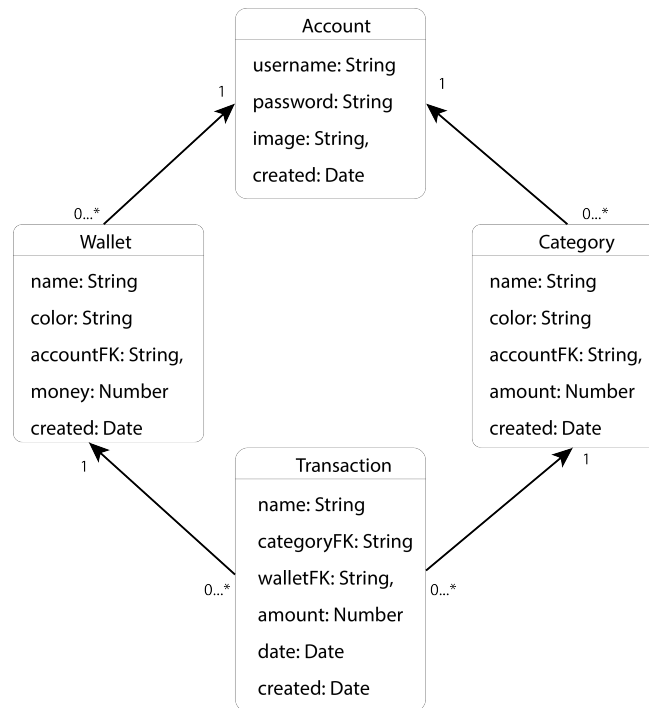 Account
username: String
password: String
image: String,
created: Date
1
1
0...*
0...*
Wallet
name: String
color: String
accountFK: String,
money: Number
created: Date
Category
name: String
color: String
accountFK: String,
amount: Number
created: Date
1
1
Transaction
name: String
categoryFK: String
walletFK: String,
amount: Number
date: Date
created: Date
0...*
0...*